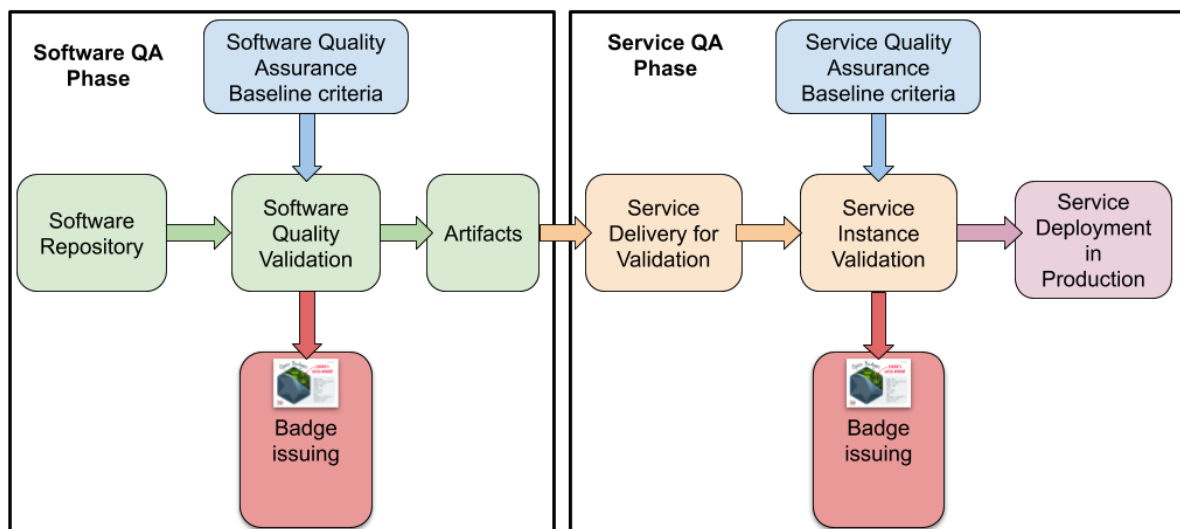 Software QA
Phase
Software Quality
Assurance
Baseline criteria
Software
Repository
Software
Quality
Validation
Artifacts
Badge
issuing
Service QA
Phase
Service Quality
Assurance
Baseline criteria
Service
Delivery for
Validation
Service
Instance
Validation
Service
Deployment
in
Production
Badge
issuing